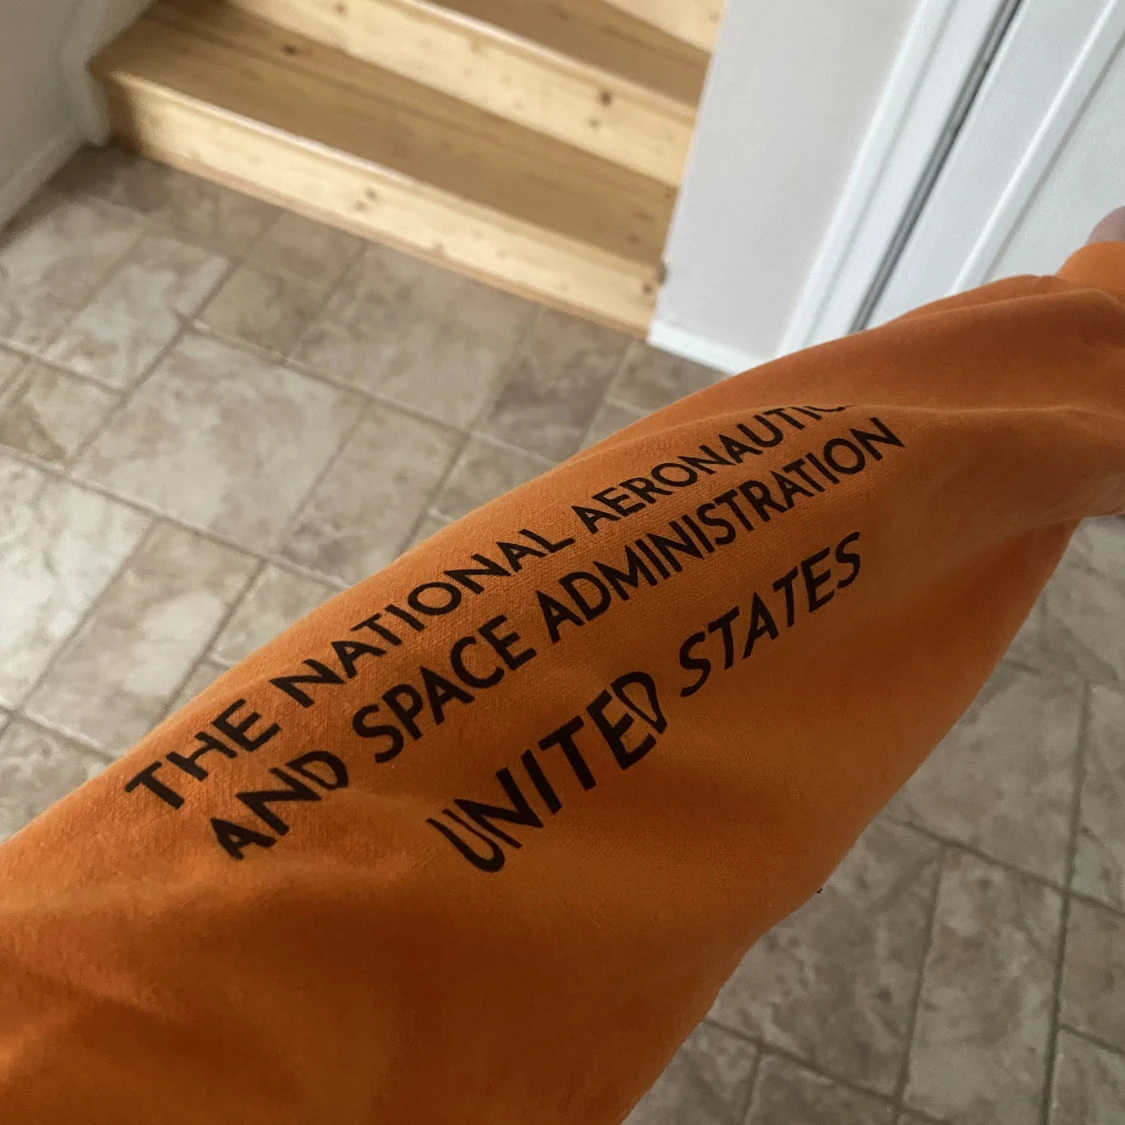 THE NATIONAL AERONAUTIC
AND SPACE ADMINISTRATION
UNITED STATES